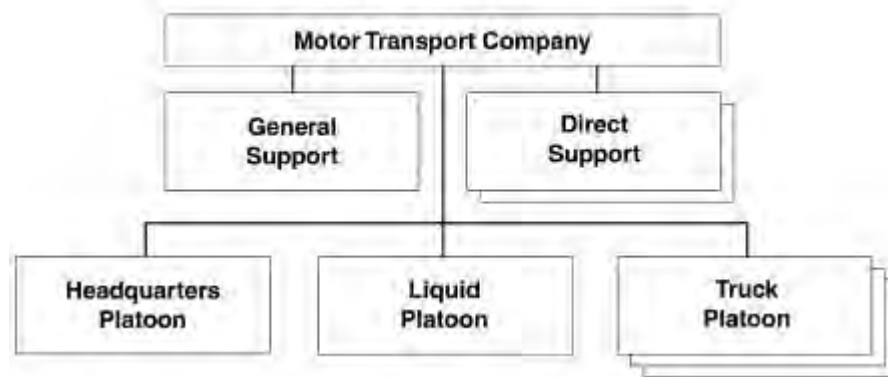 Motor Transport Company
General
Support
Direct
Support
Headquarters
Platoon
Liquid
Platoon
Truck
Platoon